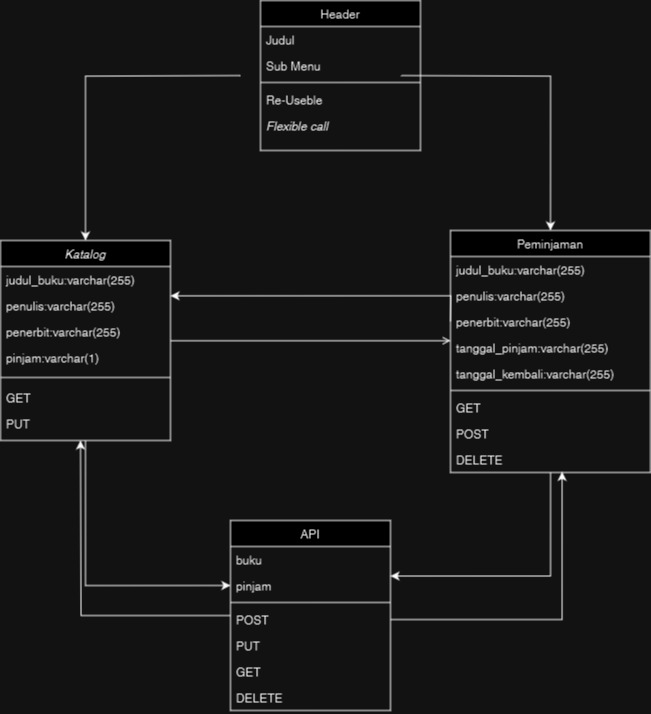 Header
Judul
Sub Menu
Re-Useble
Flexible call
Katalog
judul_buku:varchar(255)
penulis:varchar(255)
penerbit:varchar(255)
pinjam:varchar(1)
GET
PUT
Peminjaman
judul_buku:varchar(255)
penulis:varchar(255)
penerbit:varchar(255)
tanggal_pinjam:varchar(255)
tanggal_kembali:varchar(255)
GET
POST
DELETE
API
buku
pinjam
POST
PUT
GET
DELETE